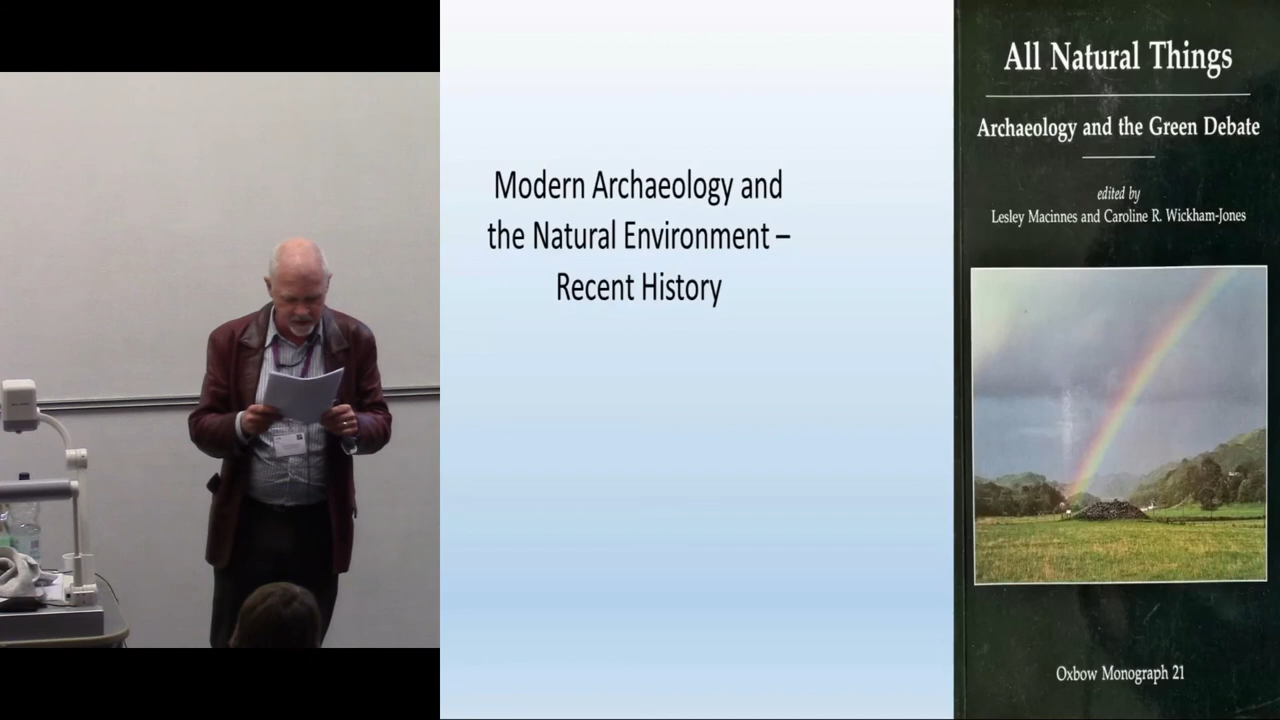 Modern Archaeology and
the Natural Environment –
Recent History
All Natural Things
Archaeology and the Green Debate
edited by
Lesley Macinnes and Caroline R. Wickham-Jones
Oxbow Monograph 21